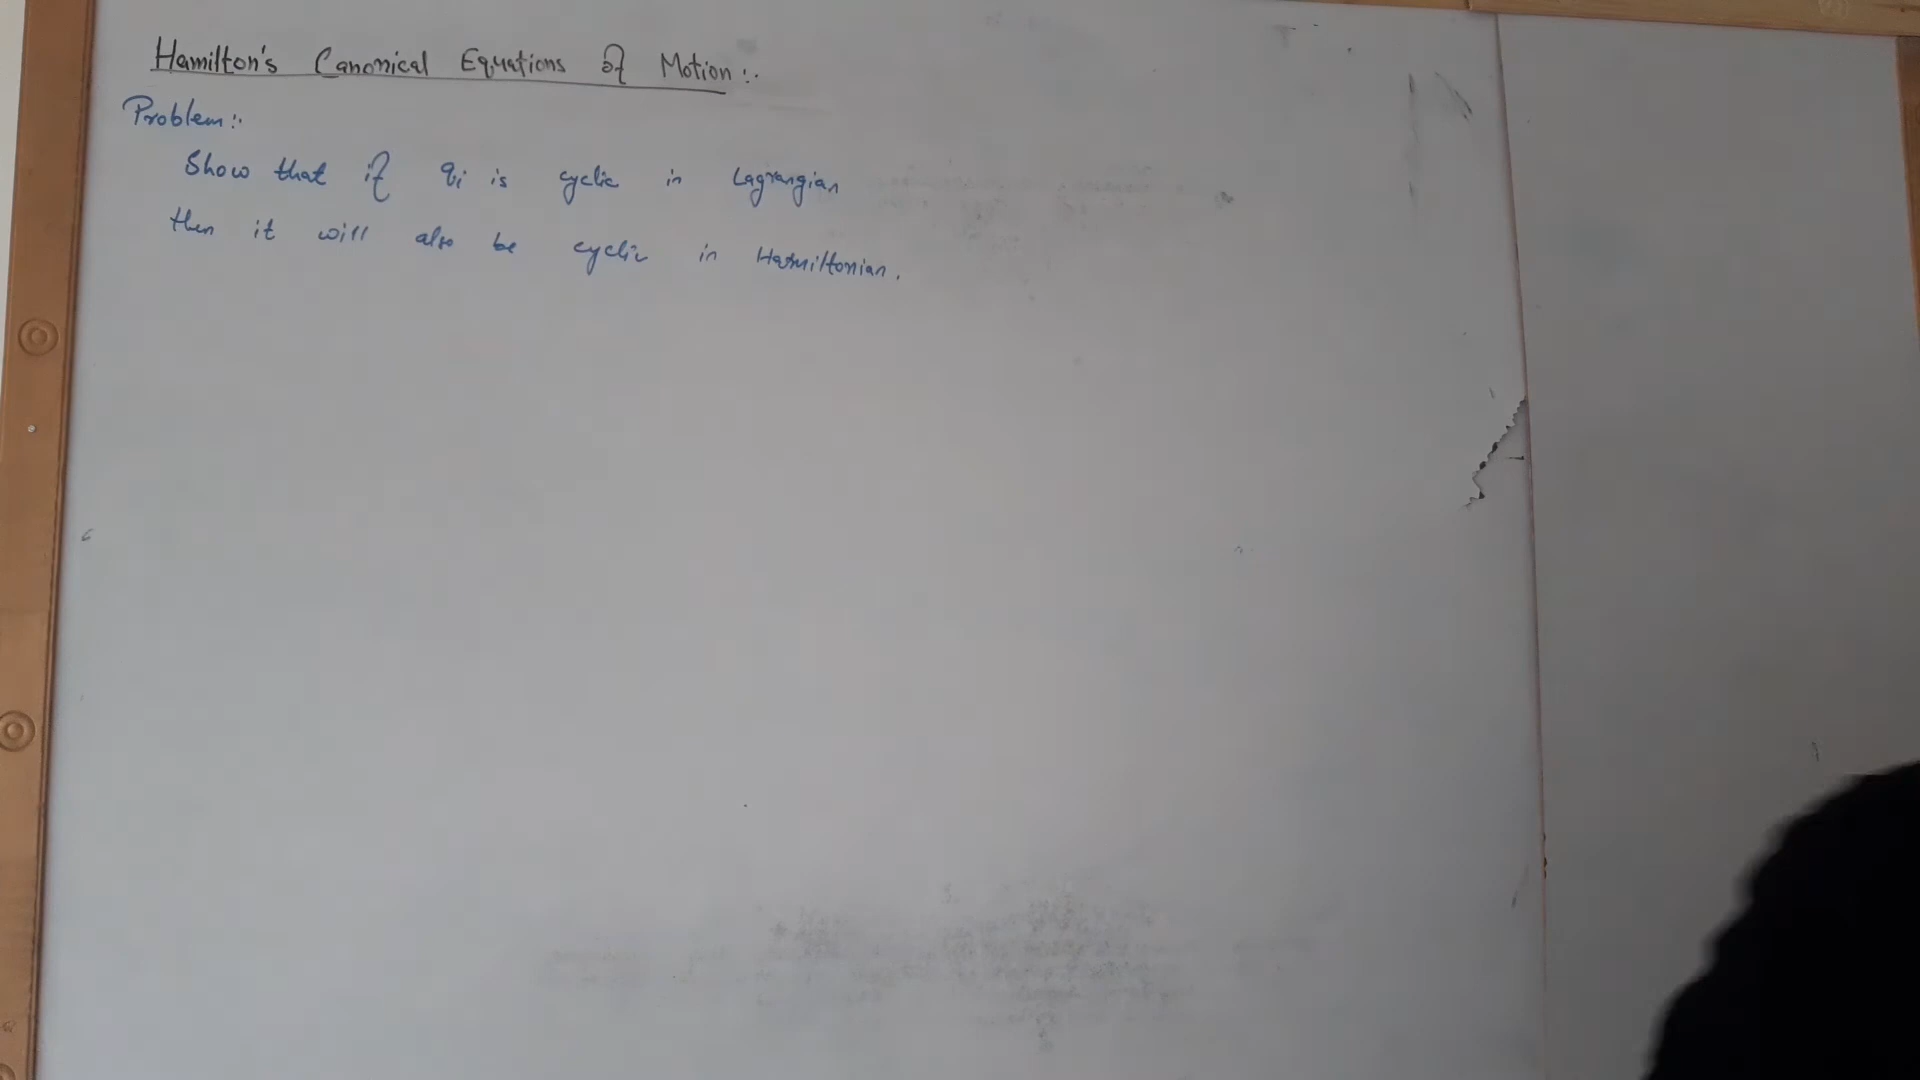 Hamilton's Canonical Equations of Motion:.
Problem:.
Show that if qi is cyclic in Lagrangian
then it will also be cyclic in Hamiltonian.